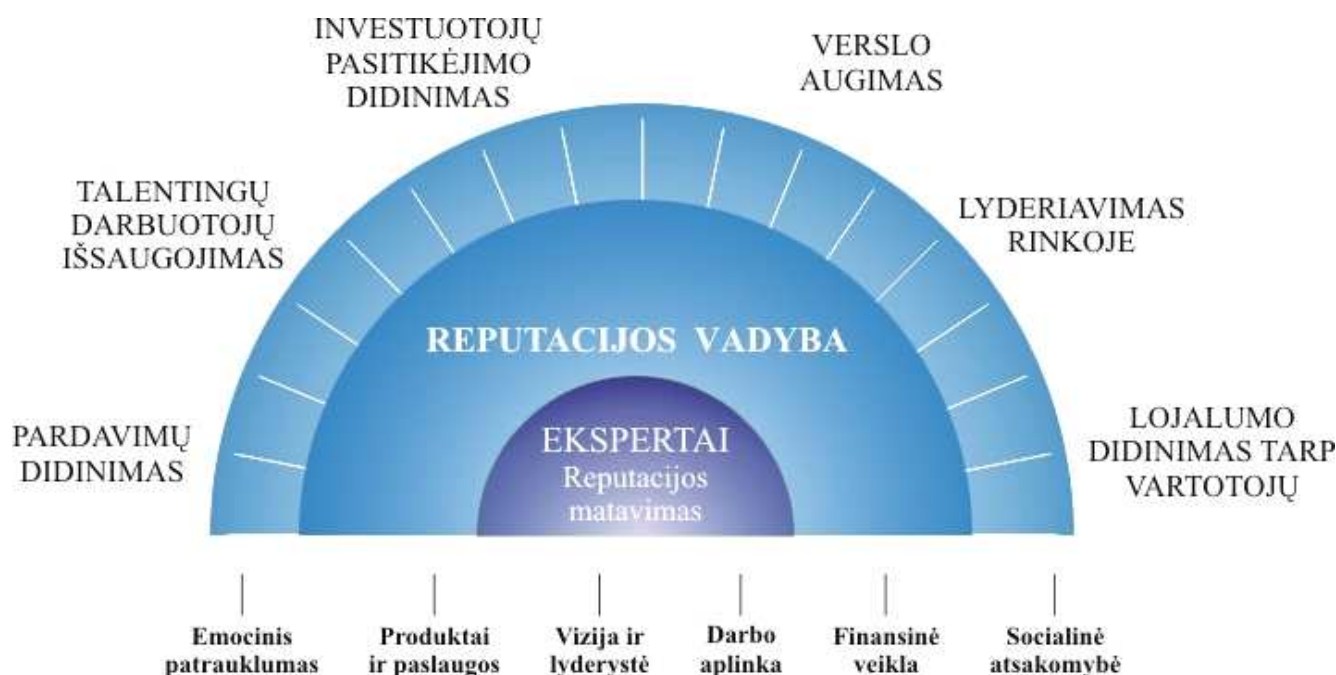 INVESTUOTOJŲ
PASITIKĖJIMO
DIDINIMAS
VERSLO
AUGIMAS
TALENTINGŲ
DARBUOTOJŲ
IŠSAUGOJIMAS
LYDERIAVIMAS
RINKOJE
PARDAVIMŲ
DIDINIMAS
LOJALUMO
DIDINIMAS TARP
VARTOTOJŲ
REPUTACIJOS VADYBA
EKSPERTAI
Reputacijos
matavimas
Emocinis
patrauklumas
Produktai
ir paslaugos
Vizija ir
lyderystė
Darbo
aplinka
Finansinė
veikla
Socialinė
atsakomybė